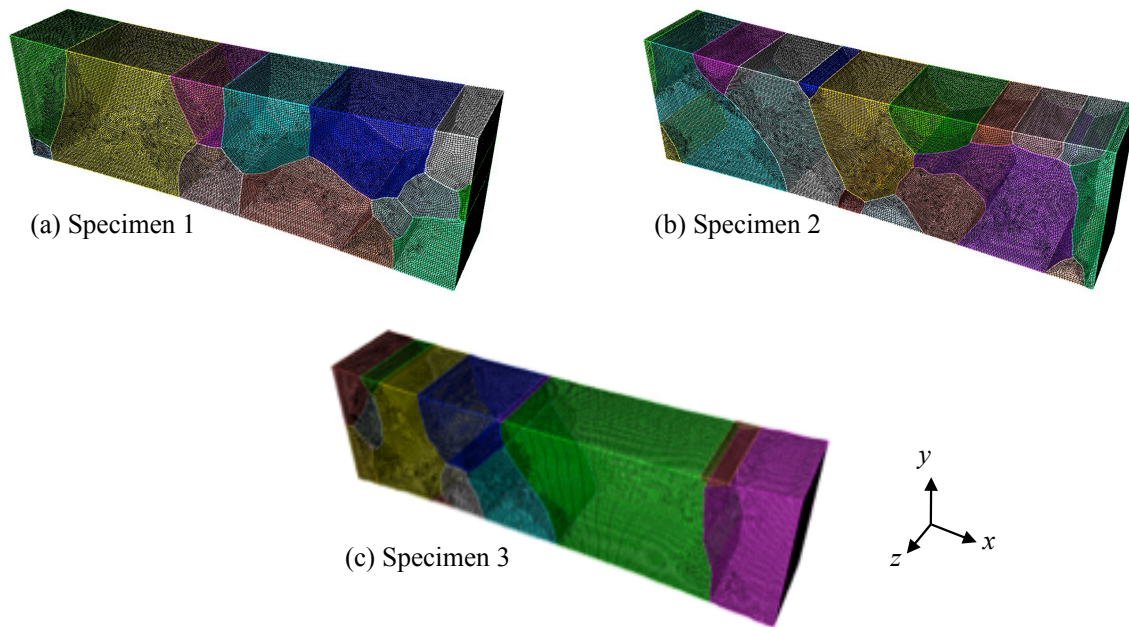 (a) Specimen 1
(b) Specimen 2
(c) Specimen 3
y
x
z